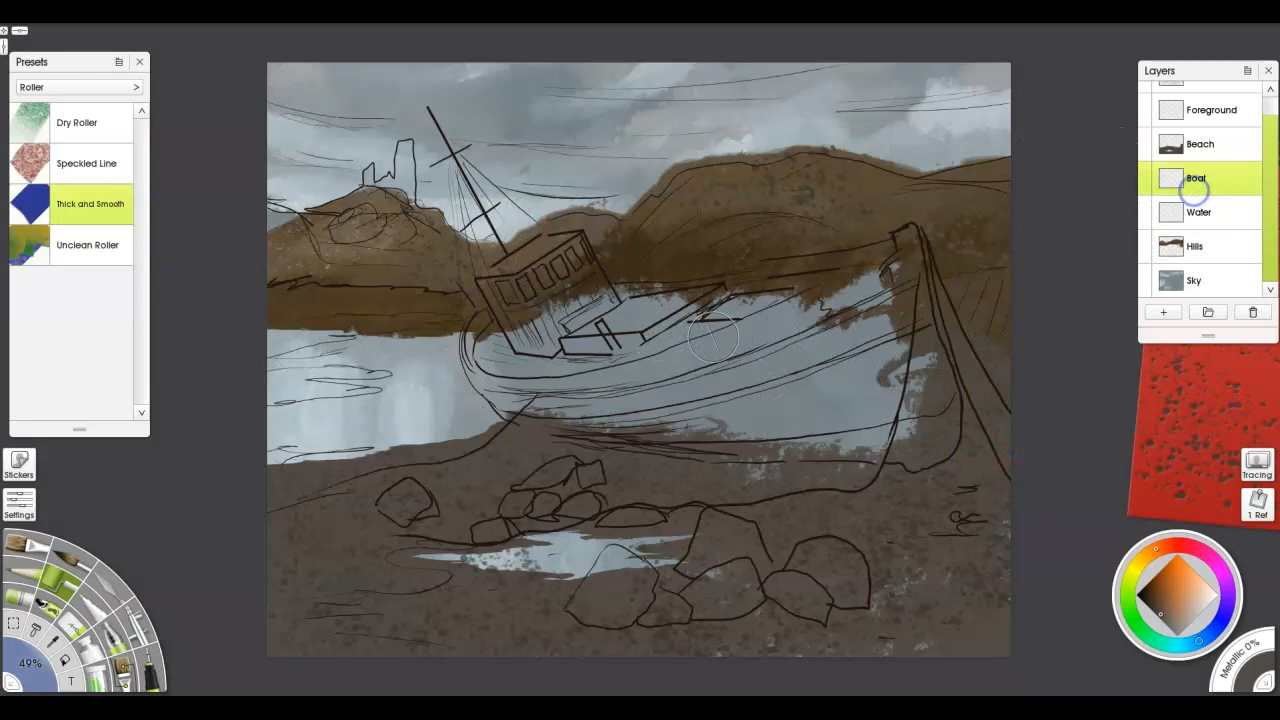 Presets
Roller >
Dry Roller
Speckled Line
Thick and Smooth
Unclean Roller
Stickers
Settings
49%
T
Layers
Foreground
Beach
Boat
Water
Hills
Sky
+
Tracing
1 Ref
Metallic 0%